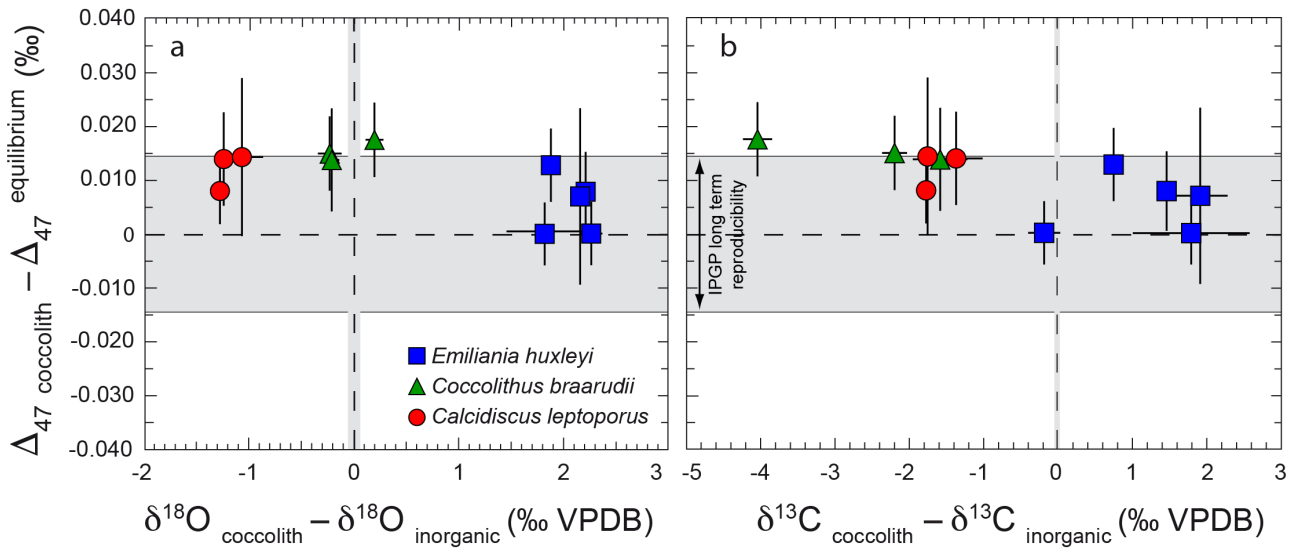 Δ47 coccolith – Δ47 equilibrium (‰)
0.040
0.030
0.020
0.010
0
-0.010
-0.020
-0.030
-0.040
a
Emiliania huxleyi
Coccolithus braarudii
Calcidiscus leptoporus
-2 -1 0 1 2 3
δ18O coccolith – δ18O inorganic (‰ VPDB)
b
IPGP long term
reproducibility
-5 -4 -3 -2 -1 0 1 2 3
δ13C coccolith – δ13C inorganic (‰ VPDB)